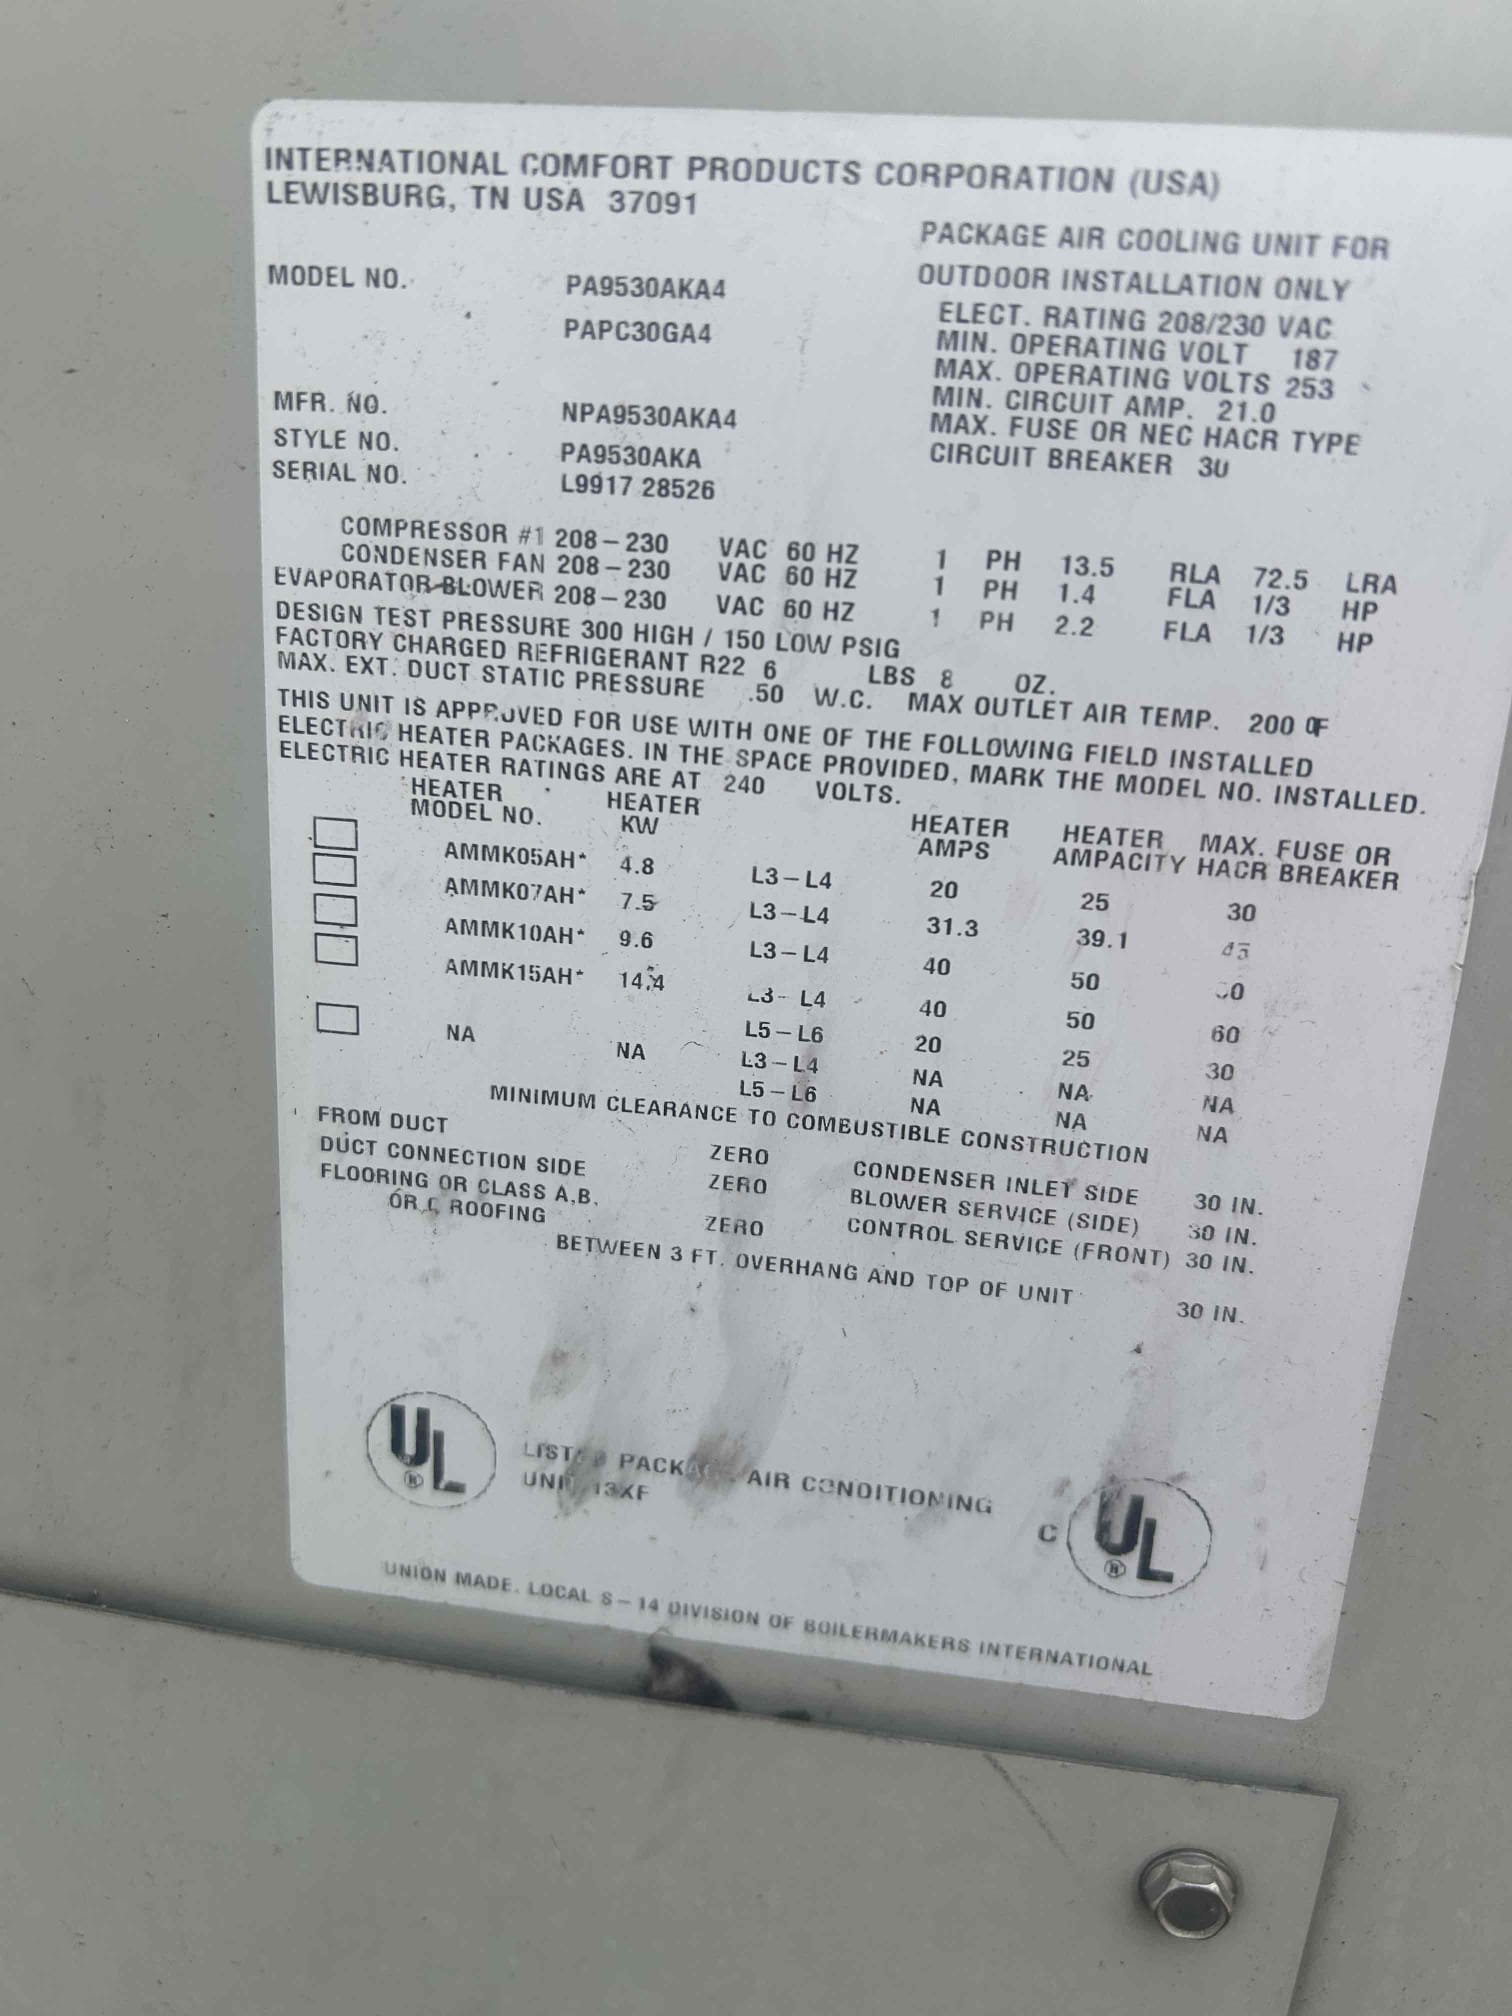 INTERNATIONAL COMFORT PRODUCTS CORPORATION (USA)
LEWISBURG, TN USA 37091
PACKAGE AIR COOLING UNIT FOR
OUTDOOR INSTALLATION ONLY
ELECT. RATING 208/230 VAC
MIN. OPERATING VOLT 187
MAX. OPERATING VOLTS 253
MIN. CIRCUIT AMP. 21.0
MAX. FUSE OR NEC HACR TYPE
CIRCUIT BREAKER 30
MODEL NO. PA9530AKA4
PAPC30GA4
MFR. NO. NPA9530AKA4
STYLE NO. PA9530AKA
SERIAL NO. L9917 28526
COMPRESSOR #1 208-230 VAC 60 HZ 1 PH 13.5 RLA 72.5 LRA
CONDENSER FAN 208-230 VAC 60 HZ 1 PH 1.4 FLA 1/3 HP
EVAPORATOR BLOWER 208-230 VAC 60 HZ 1 PH 2.2 FLA 1/3 HP
DESIGN TEST PRESSURE 300 HIGH / 150 LOW PSIG
FACTORY CHARGED REFRIGERANT R22 6 LBS 8 OZ.
MAX. EXT. DUCT STATIC PRESSURE .50 W.C. MAX OUTLET AIR TEMP. 200 0F
THIS UNIT IS APPROVED FOR USE WITH ONE OF THE FOLLOWING FIELD INSTALLED
ELECTRIC HEATER PACKAGES. IN THE SPACE PROVIDED, MARK THE MODEL NO. INSTALLED.
ELECTRIC HEATER RATINGS ARE AT 240 VOLTS.
HEATER HEATER HEATER HEATER MAX. FUSE OR
MODEL NO. KW AMPS AMPACITY HACR BREAKER
AMMK05AH* 4.8 L3-L4 20 25 30
AMMK07AH* 7.5 L3-L4 31.3 39.1 45
AMMK10AH* 9.6 L3-L4 40 50
AMMK15AH* 14.4 L3-L4 40 50 60
L5-L6 20 25 30
NA NA L3-L4 NA NA NA
L5-L6 NA NA NA
MINIMUM CLEARANCE TO COMBUSTIBLE CONSTRUCTION
FROM DUCT ZERO CONDENSER INLET SIDE 30 IN.
DUCT CONNECTION SIDE ZERO BLOWER SERVICE (SIDE) 30 IN.
FLOORING OR CLASS A,B,
OR C ROOFING ZERO CONTROL SERVICE (FRONT) 30 IN.
BETWEEN 3 FT. OVERHANG AND TOP OF UNIT 30 IN.
UL ®
LISTED PACKAGE AIR CONDITIONING
UNIT 13XF
C UL ®
UNION MADE. LOCAL S-14 DIVISION OF BOILERMAKERS INTERNATIONAL